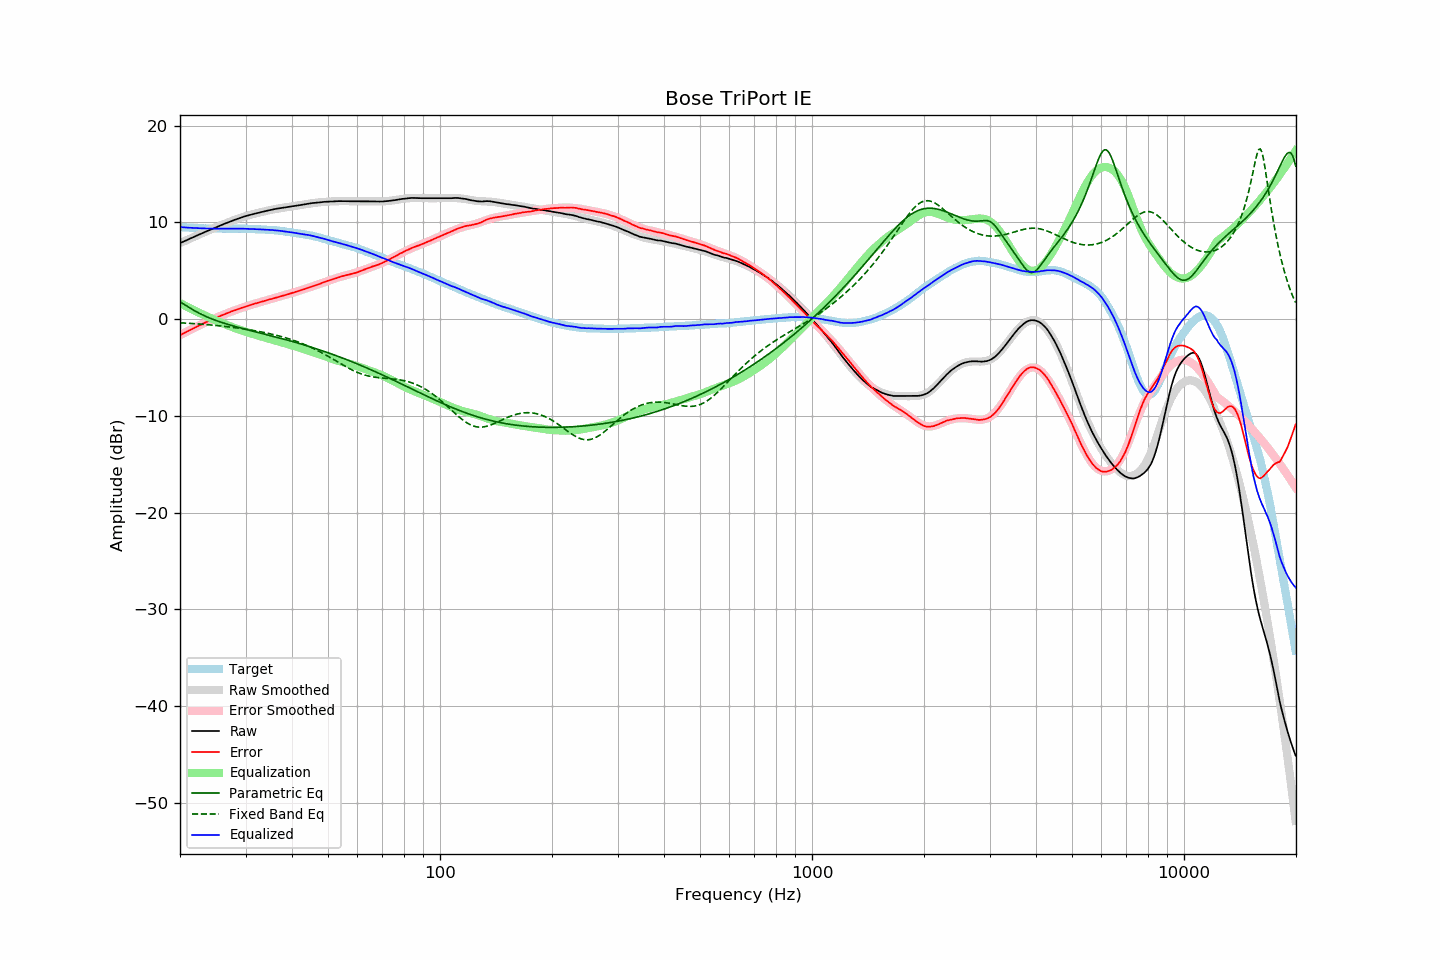 Bose TriPort IE
20
10
0
−10
−20
−30
−40
−50
Amplitude (dBr)
100
1000
10000
Frequency (Hz)
Target
Raw Smoothed
Error Smoothed
Raw
Error
Equalization
Parametric Eq
Fixed Band Eq
Equalized